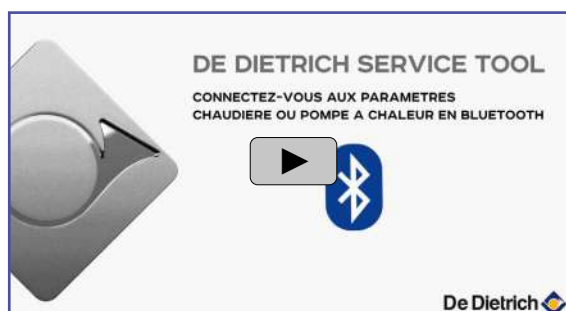 DE DIETRICH SERVICE TOOL
CONNECTEZ-VOUS AUX PARAMETRES
CHAUDIERE OU POMPE A CHALEUR EN BLUETOOTH
De Dietrich